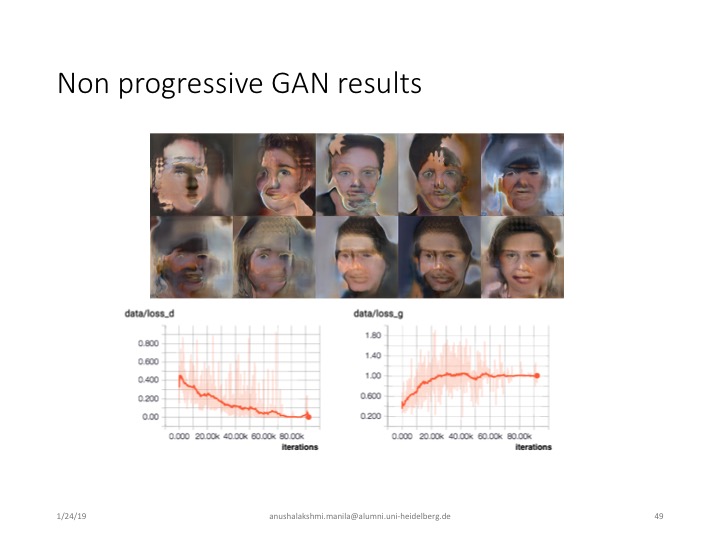 Non progressive GAN results
data/loss_d
0.800
0.600
0.400
0.200
0.00
0.000 20.00k 40.00k 60.00k 80.00k
iterations
data/loss_g
1.80
1.40
1.00
0.600
0.200
0.000 20.00k 40.00k 60.00k 80.00k
iterations
1/24/19
anushalakshmi.manila@alumni.uni-heidelberg.de
49